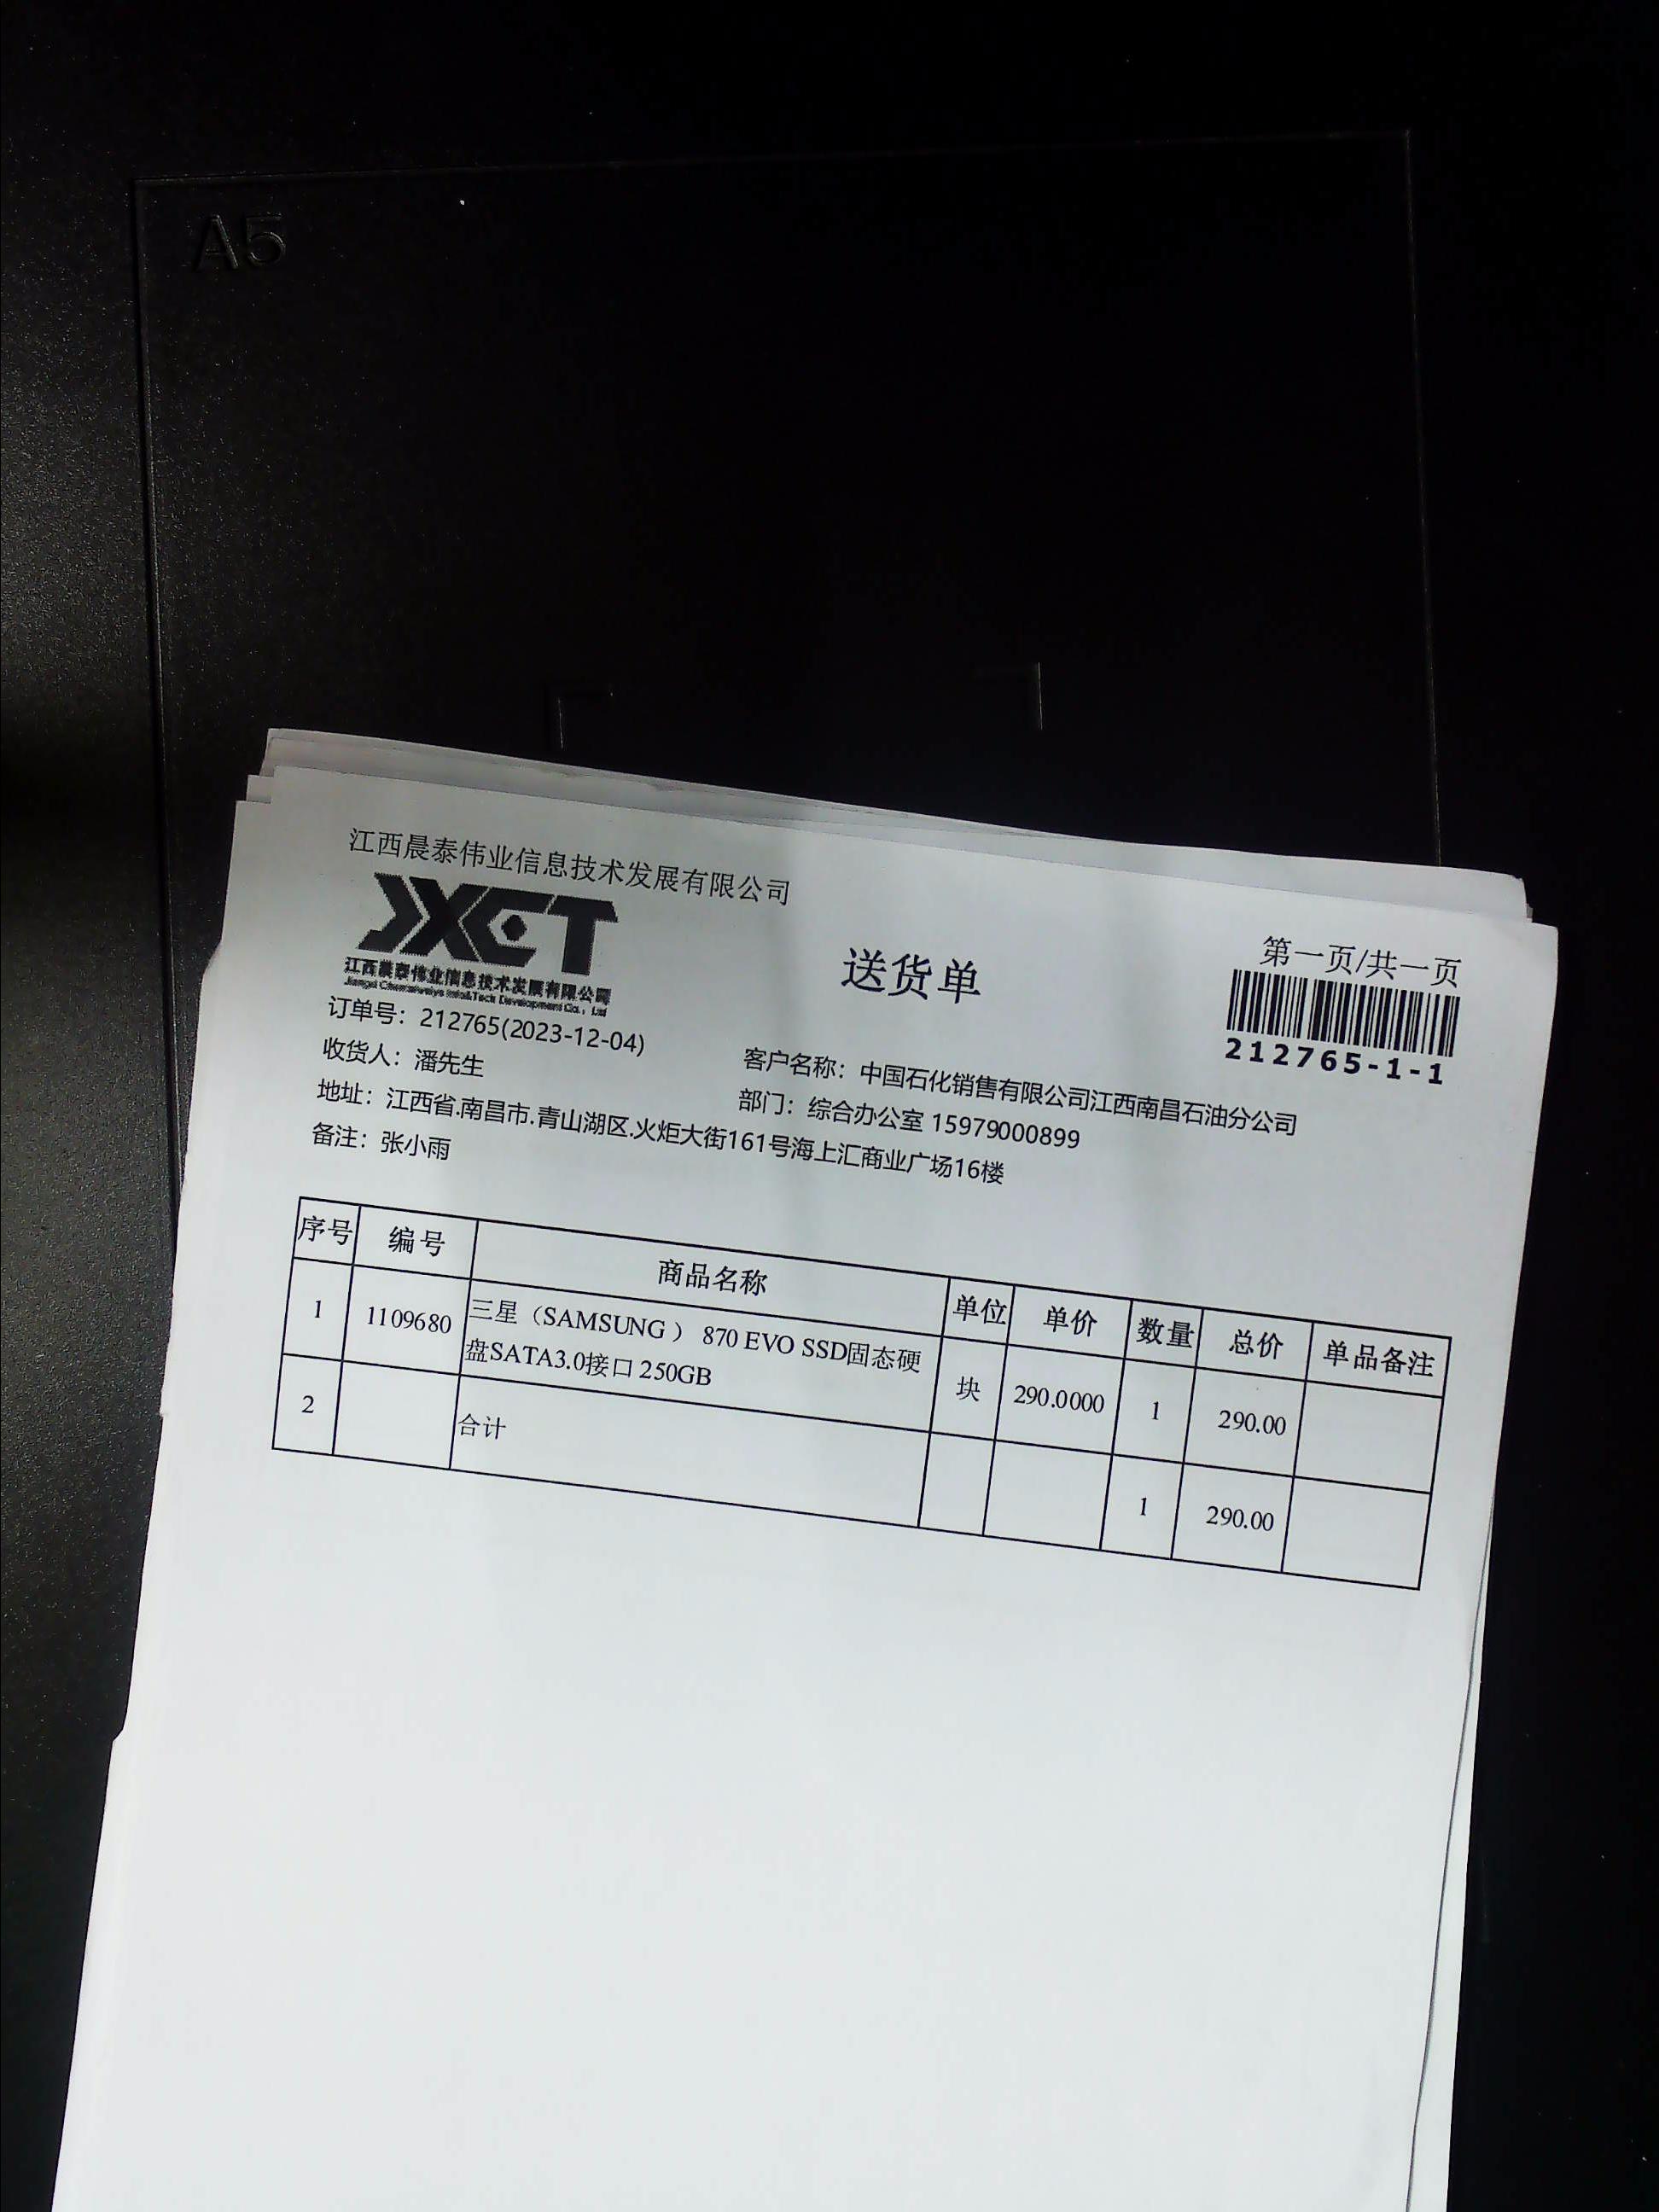 A5
江西晨泰伟业信息技术发展有限公司
JXCT
江西晨泰伟业信息技术发展有限公司
送货单
第一页/共一页
212765-1-1
订单号：212765(2023-12-04)
收货人：潘先生 客户名称：中国石化销售有限公司江西南昌石油分公司
部门：综合办公室 15979000899
地址：江西省.南昌市.青山湖区.火炬大街161号海上汇商业广场16楼
备注：张小雨
序号 编号 商品名称 单位 单价 数量 总价 单品备注
1 1109680 三星（SAMSUNG ） 870 EVO SSD固态硬
盘SATA3.0接口 250GB 块 290.0000 1 290.00
2 合计 1 290.00